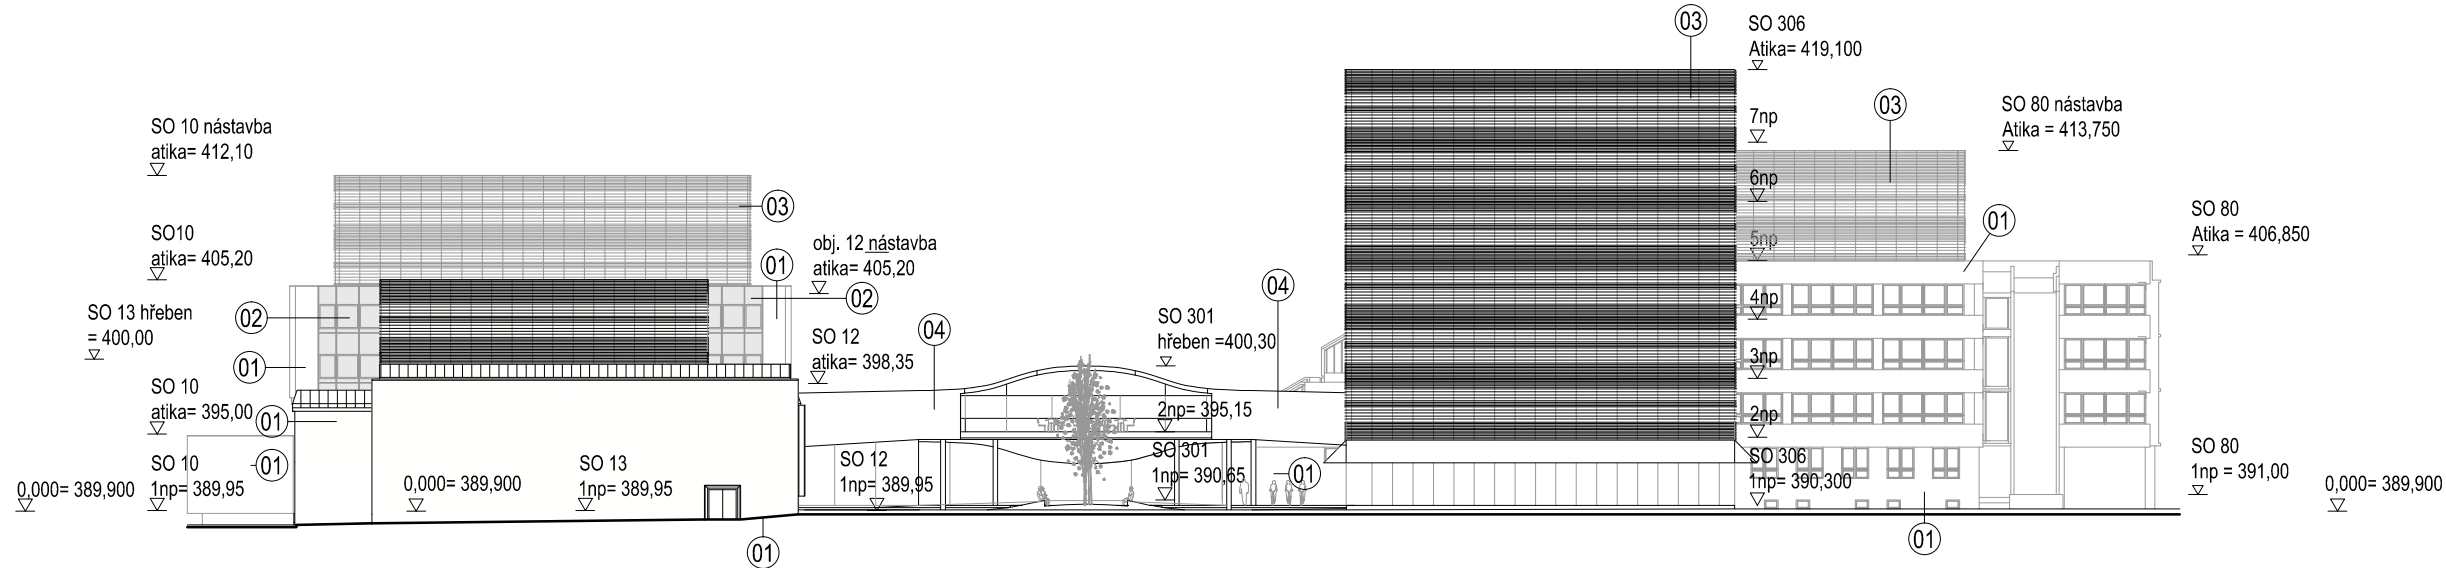 03
SO 306
Atika= 419,100
03
SO 80 nástavba
Atika = 413,750
7np
SO 10 nástavba
atika= 412,10
6np
03
01
SO 80
Atika = 406,850
SO10
atika= 405,20
5np
obj. 12 nástavba
atika= 405,20
01
02
04
4np
SO 13 hřeben
= 400,00
02
SO 301
hřeben =400,30
04
SO 12
atika= 398,35
3np
01
SO 10
atika= 395,00
01
2np= 395,15
2np
SO 10
1np= 389,95
01
SO 13
1np= 389,95
SO 12
1np= 389,95
SO 301
1np= 390,65
01
SO 306
1np= 390,300
SO 80
1np= 391,00
0,000= 389,900
0,000= 389,900
0,000= 389,900
01
01